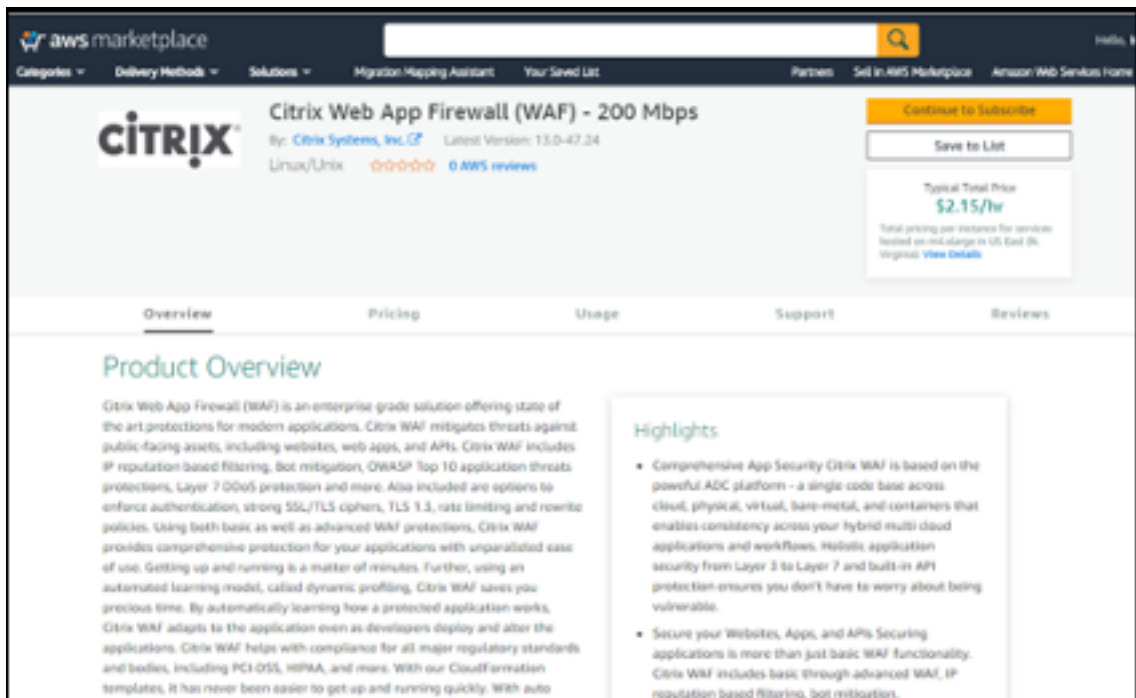 aws marketplace
Hello,
Categories
Delivery Methods
Solutions
Migration Mapping Assistant
Your Saved List
Partners
Sell in AWS Marketplace
Amazon Web Services Home
CITRIX
Citrix Web App Firewall (WAF) - 200 Mbps
By: Citrix Systems, Inc. Latest Version: 13.0-47.24
Linux/Unix 0 AWS reviews
Continue to Subscribe
Save to List
Typical Total Price
$2.15/hr
Total pricing per instance for services
hosted on m4.xlarge in US East (N.
Virginia). View Details
Overview
Pricing
Usage
Support
Reviews
Product Overview
Citrix Web App Firewall (WAF) is an enterprise grade solution offering state of
the art protections for modern applications. Citrix WAF mitigates threats against
public-facing assets, including websites, web apps, and APIs. Citrix WAF includes
IP reputation based filtering, Bot mitigation, OWASP Top 10 application threats
protections, Layer 7 DDoS protection and more. Also included are options to
enforce authentication, strong SSL/TLS ciphers, TLS 1.3, rate limiting and rewrite
policies. Using both basic as well as advanced WAF protections, Citrix WAF
provides comprehensive protection for your applications with unparalleled ease
of use. Getting up and running is a matter of minutes. Further, using an
automated learning model, called dynamic profiling, Citrix WAF saves you
precious time. By automatically learning how a protected application works,
Citrix WAF adapts to the application even as developers deploy and alter the
applications. Citrix WAF helps with compliance for all major regulatory standards
and bodies, including PCI-DSS, HIPAA, and more. With our CloudFormation
templates, it has never been easier to get up and running quickly. With auto
Highlights
• Comprehensive App Security Citrix WAF is based on the
powerful ADC platform - a single code base across
cloud, physical, virtual, bare-metal, and containers that
enables consistency across your hybrid multi cloud
applications and workflows. Holistic application
security from Layer 3 to Layer 7 and built-in API
protection ensures you don't have to worry about being
vulnerable.
• Secure your Websites, Apps, and APIs Securing
applications is more than just basic WAF functionality.
Citrix WAF includes basic through advanced WAF, IP
reputation based filtering, bot mitigation,